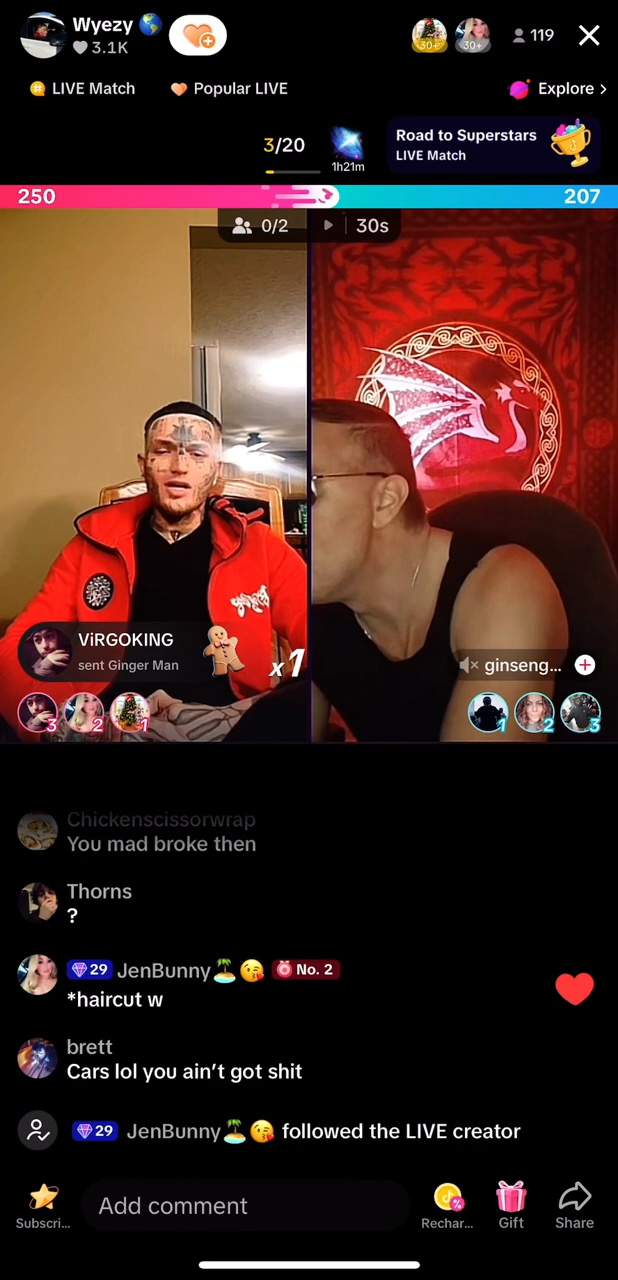 Wyezy 🌎
3.1K
30+
30+
119
LIVE Match
Popular LIVE
Explore >
3/20
1h21m
Road to Superstars
LIVE Match
250
207
0/2
30s
ViRGOKING
sent Ginger Man
x1
ginseng...
3
2
1
1
2
3
Chickenscissorwrap
You mad broke then
Thorns
?
29 JenBunny🏝️😘 No. 2
*haircut w
brett
Cars lol you ain't got shit
29 JenBunny🏝️😘 followed the LIVE creator
Add comment
Subscri...
Rechar...
Gift
Share